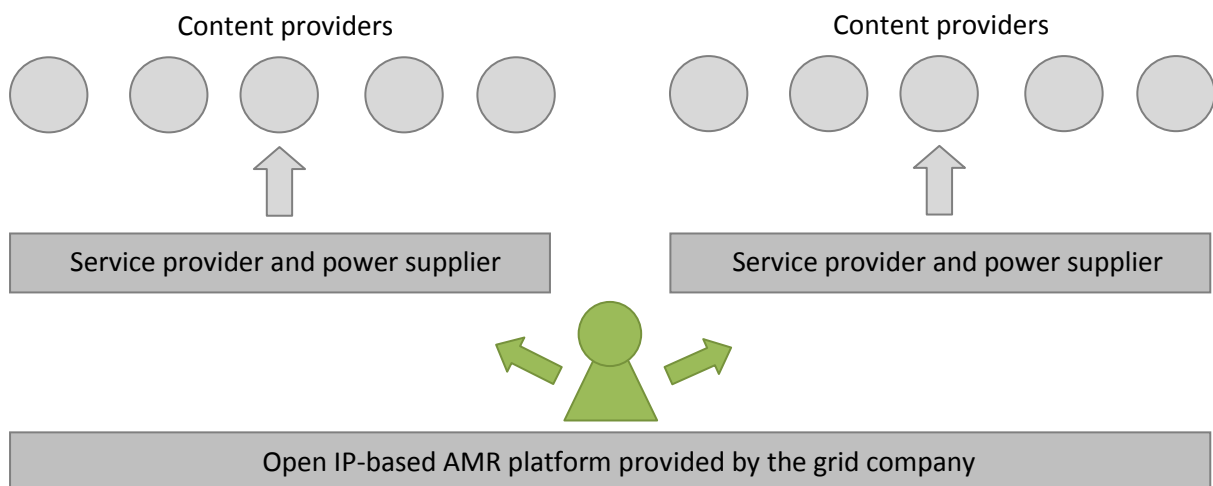 Content providers
Content providers
Service provider and power supplier
Service provider and power supplier
Open IP-based AMR platform provided by the grid company